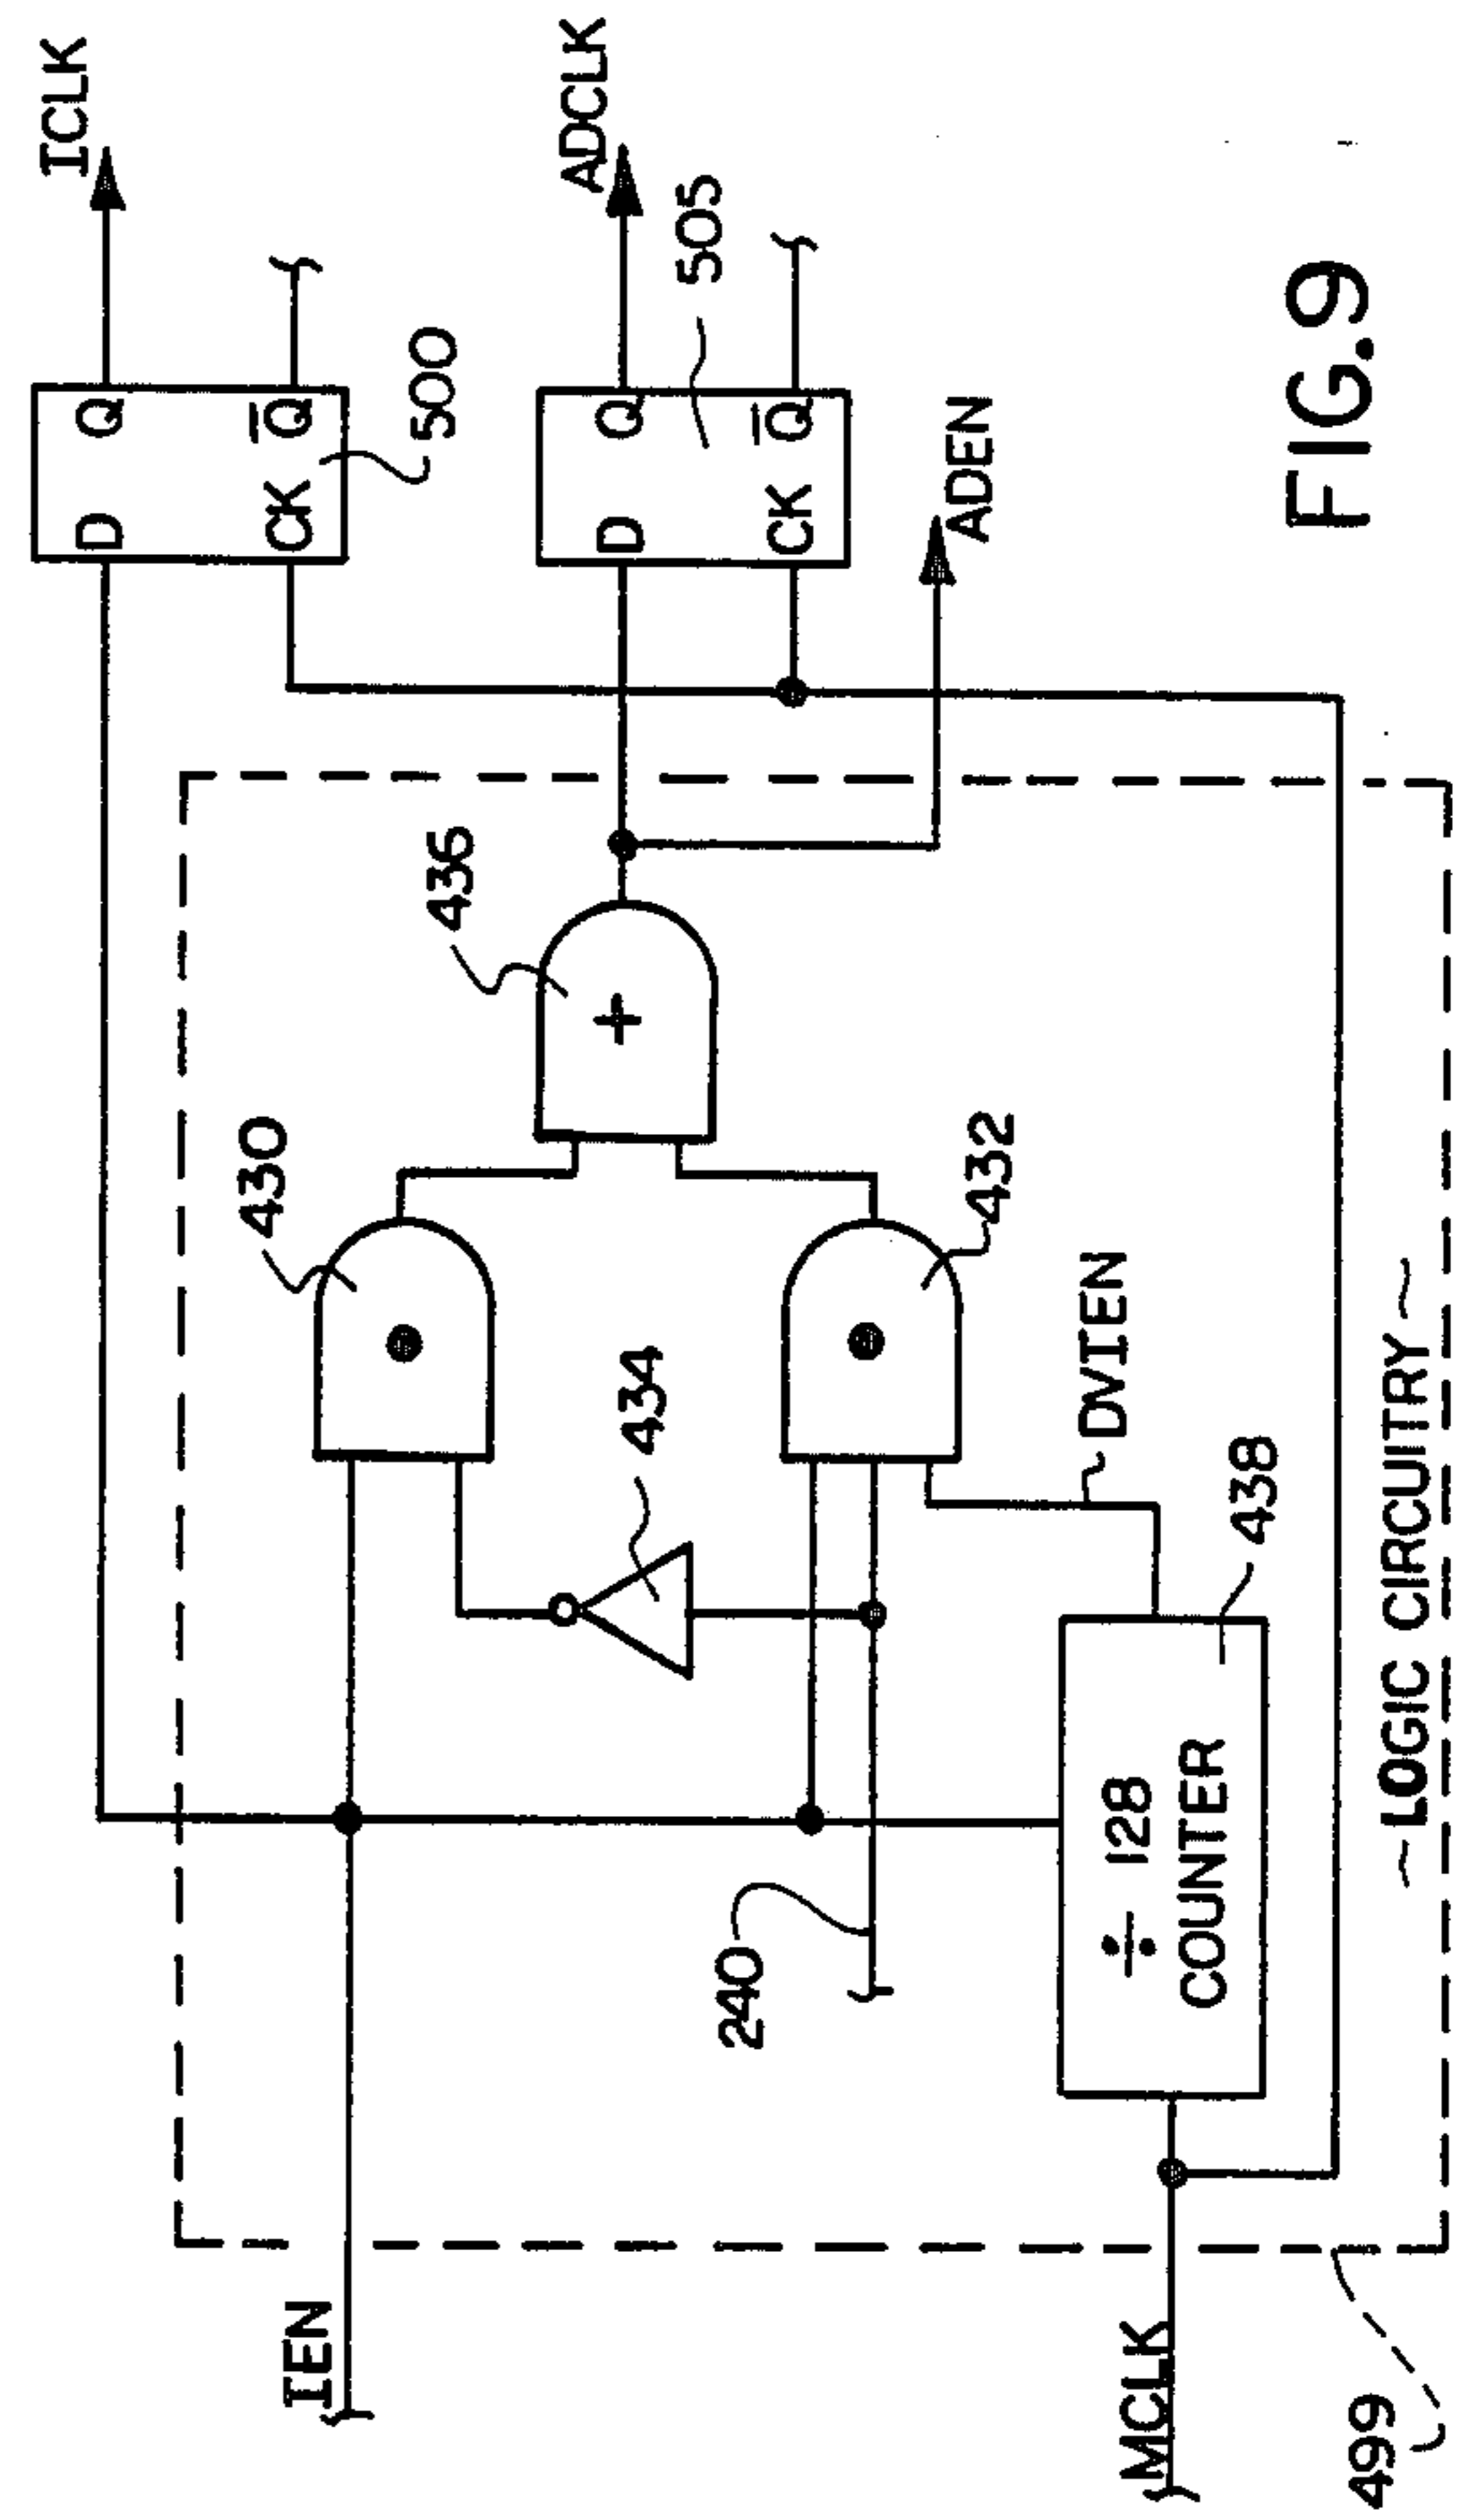 ICLK
D Q
CK Q̅
500
ADCLK
505
D Q
CK Q̅
ADEN
436
+
430
432
434
DVIEN
438
IEN
240
÷ 128
COUNTER
MCLK
LOGIC CIRCUITRY
499
FIG.9